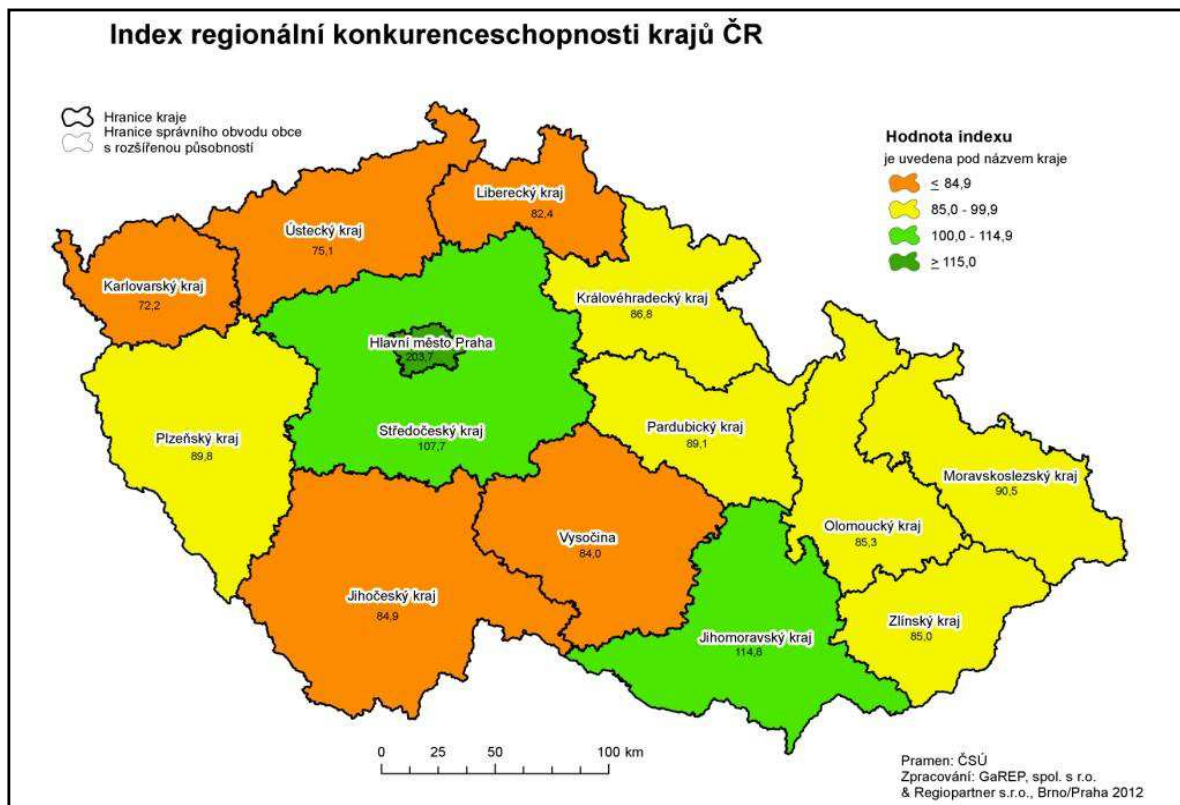 Index regionální konkurenceschopnosti krajů ČR
Hranice kraje
Hranice správního obvodu obce
s rozšířenou působností
Hodnota indexu
je uvedena pod názvem kraje
≤ 84,9
85,0 - 99,9
100,0 - 114,9
≥ 115,0
Liberecký kraj
82,4
Ústecký kraj
75,1
Karlovarský kraj
72,2
Královéhradecký kraj
86,8
Hlavní město Praha
203,7
Středočeský kraj
107,7
Plzeňský kraj
89,8
Pardubický kraj
89,1
Moravskoslezský kraj
90,5
Olomoucký kraj
85,3
Vysočina
84,0
Jihočeský kraj
84,9
Zlínský kraj
85,0
Jihomoravský kraj
114,8
0 25 50 100 km
Pramen: ČSÚ
Zpracování: GaREP, spol. s r.o.
& Regiopartner s.r.o., Brno/Praha 2012